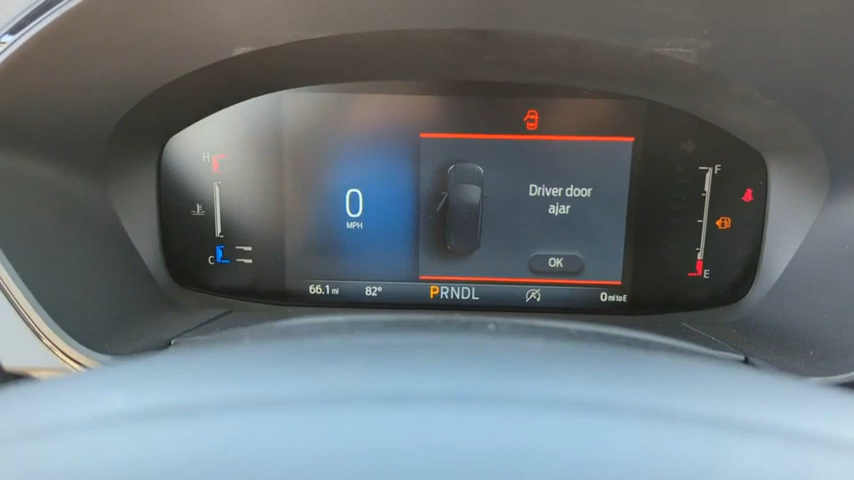 H
F
Driver door
ajar
0
MPH
OK
C
E
66.1 mi 82° PRNDL 0 mi to E